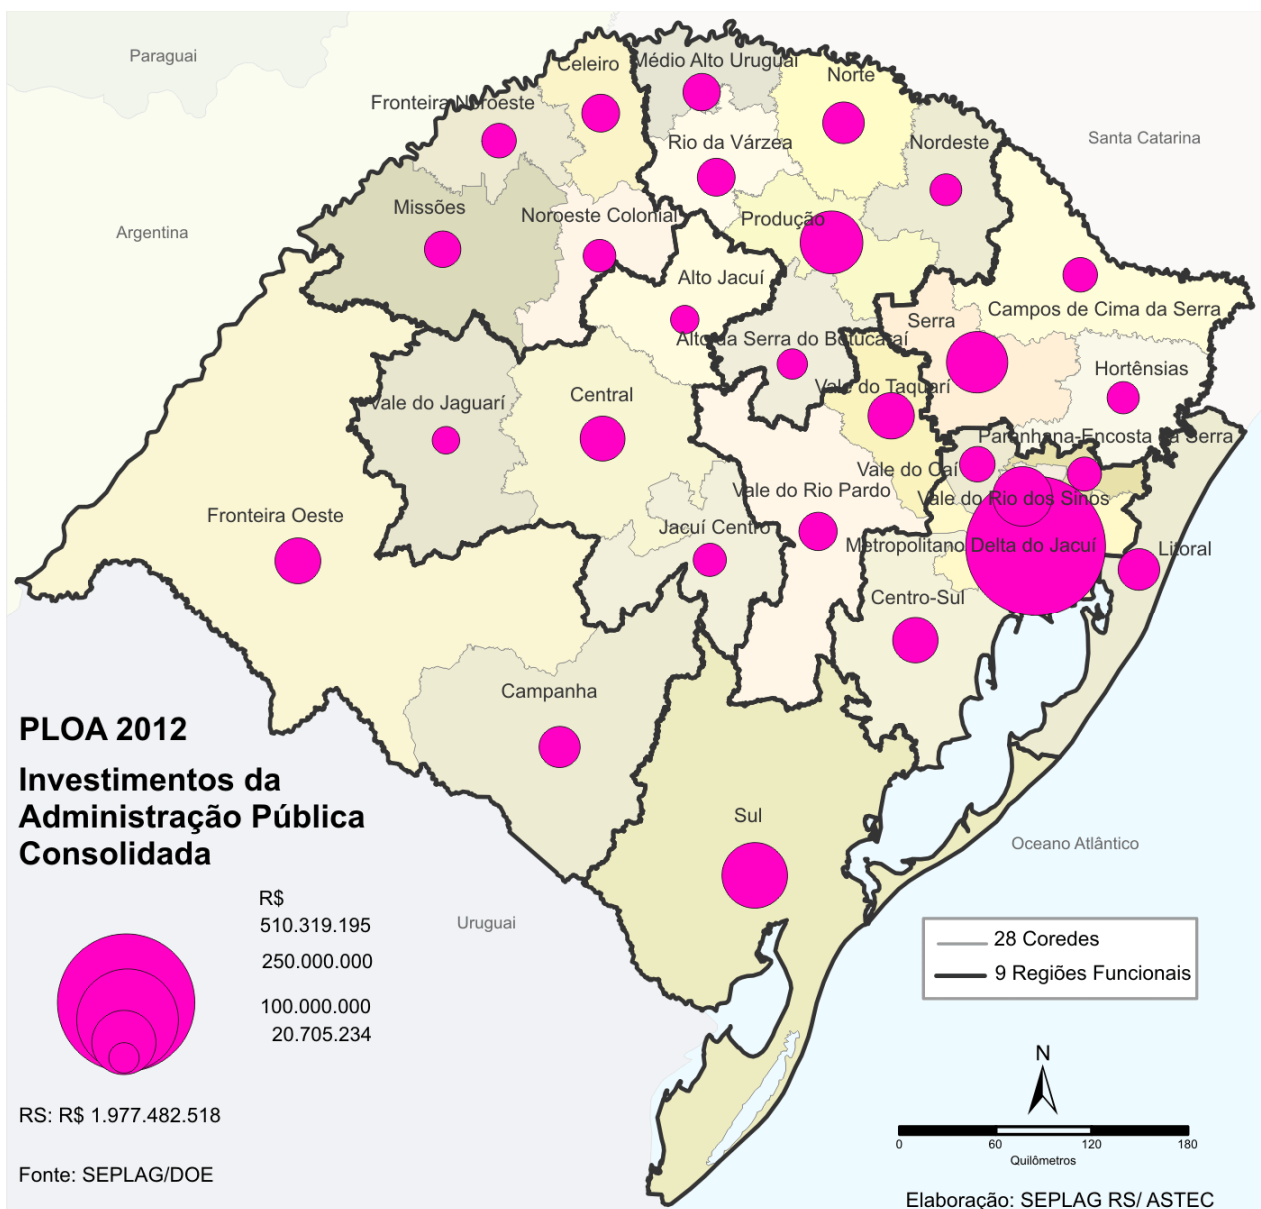 Paraguai
Celeiro
Médio Alto Uruguai
Norte
Fronteira Noroeste
Santa Catarina
Rio da Várzea
Nordeste
Missões
Noroeste Colonial
Produção
Argentina
Alto Jacuí
Campos de Cima da Serra
Serra
Alto da Serra do Botucaraí
Hortênsias
Vale do Taquarí
Central
Vale do Jaguarí
Paranhana-Encosta da Serra
Vale do Caí
Vale do Rio Pardo
Vale do Rio dos Sinos
Fronteira Oeste
Jacuí Centro
Metropolitano Delta do Jacuí
Litoral
Centro-Sul
Campanha
PLOA 2012
Investimentos da
Administração Pública
Consolidada
Sul
Oceano Atlântico
R$
510.319.195
250.000.000
100.000.000
20.705.234
Uruguai
28 Coredes
9 Regiões Funcionais
N
RS: R$ 1.977.482.518
0 60 120 180
Quilômetros
Fonte: SEPLAG/DOE
Elaboração: SEPLAG RS/ ASTEC